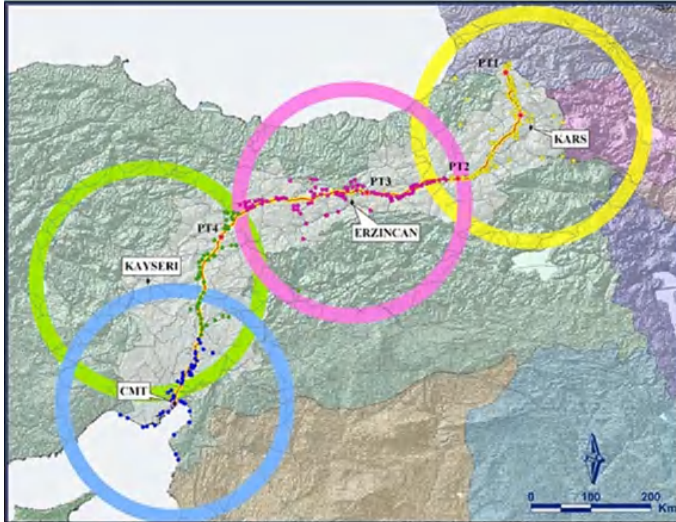 PT1
KARS
PT2
PT3
ERZINCAN
PT4
KAYSERI
CMT
0 100 200
Km